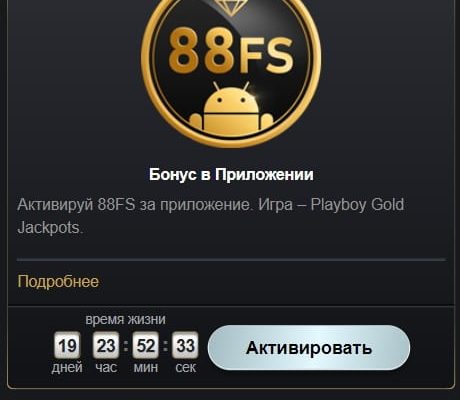 88FS
Бонус в Приложении
Активируй 88FS за приложение. Игра – Playboy Gold
Jackpots.
Подробнее
время жизни
19 23 : 52 : 33
дней час мин сек
Активировать